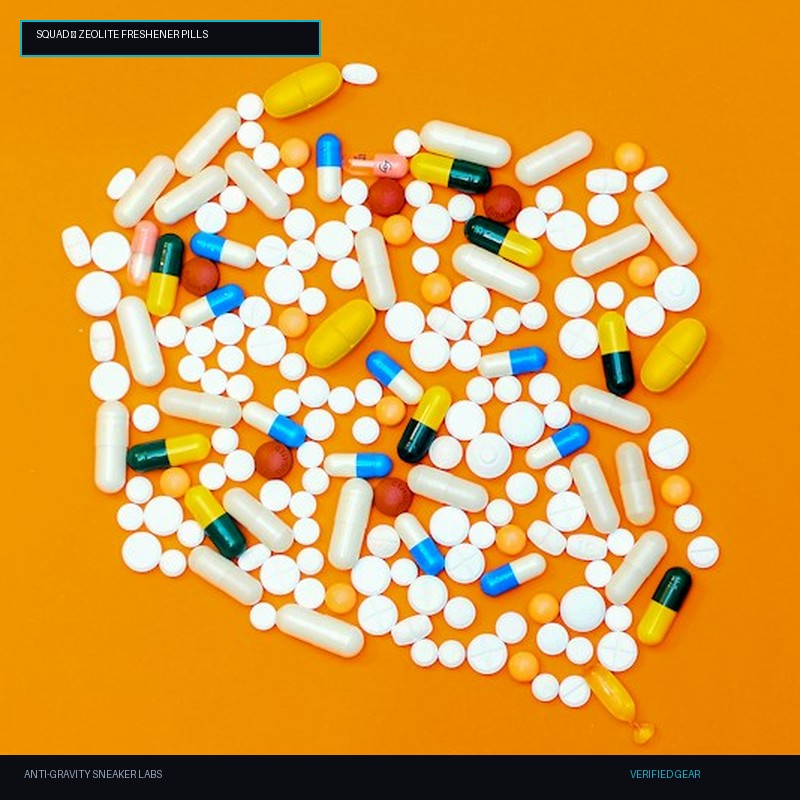 SQUAD▯ ZEOLITE FRESHENER PILLS
ANTI-GRAVITY SNEAKER LABS
VERIFIED GEAR